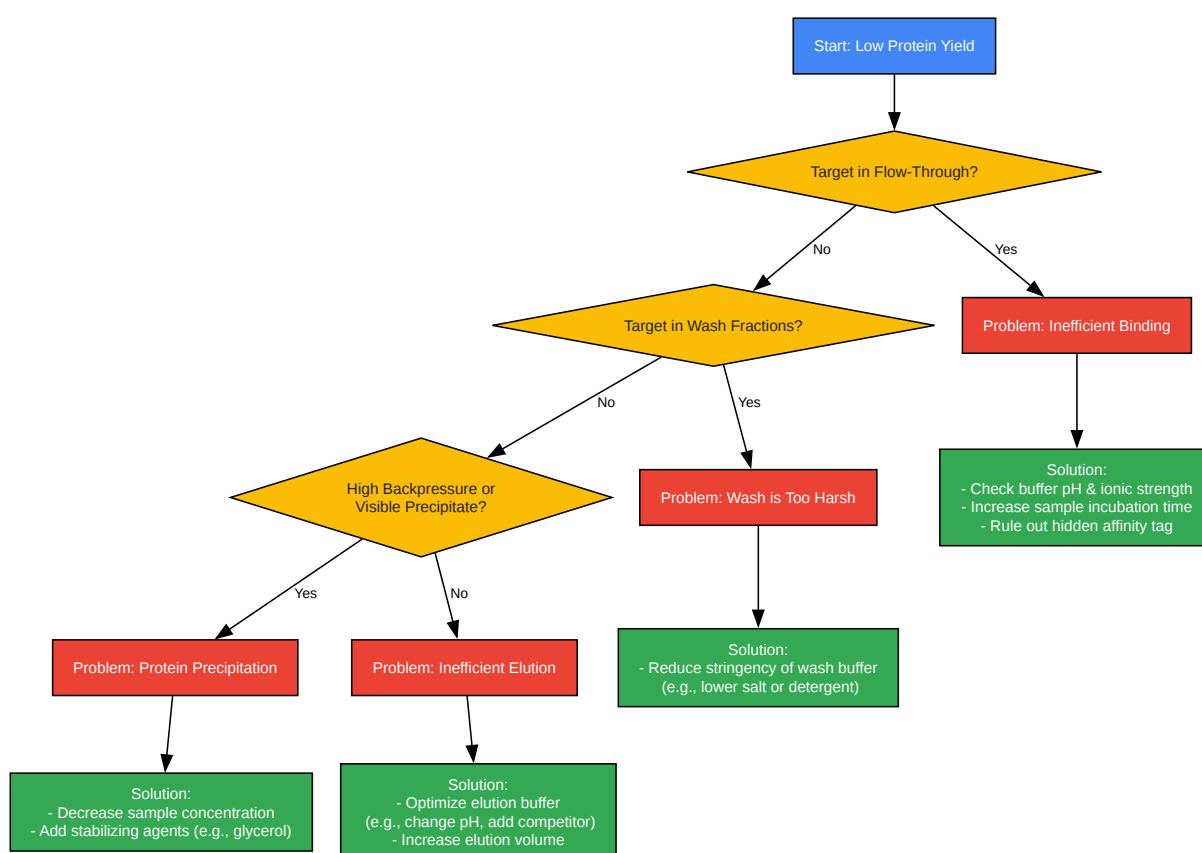 Start: Low Protein Yield
Target in Flow-Through?
No
Yes
Target in Wash Fractions?
Problem: Inefficient Binding
No
Yes
High Backpressure or
Visible Precipitate?
Problem: Wash is Too Harsh
Solution:
- Check buffer pH & ionic strength
- Increase sample incubation time
- Rule out hidden affinity tag
Yes
No
Problem: Protein Precipitation
Problem: Inefficient Elution
Solution:
- Reduce stringency of wash buffer
(e.g., lower salt or detergent)
Solution:
- Decrease sample concentration
- Add stabilizing agents (e.g., glycerol)
Solution:
- Optimize elution buffer
(e.g., change pH, add competitor)
- Increase elution volume